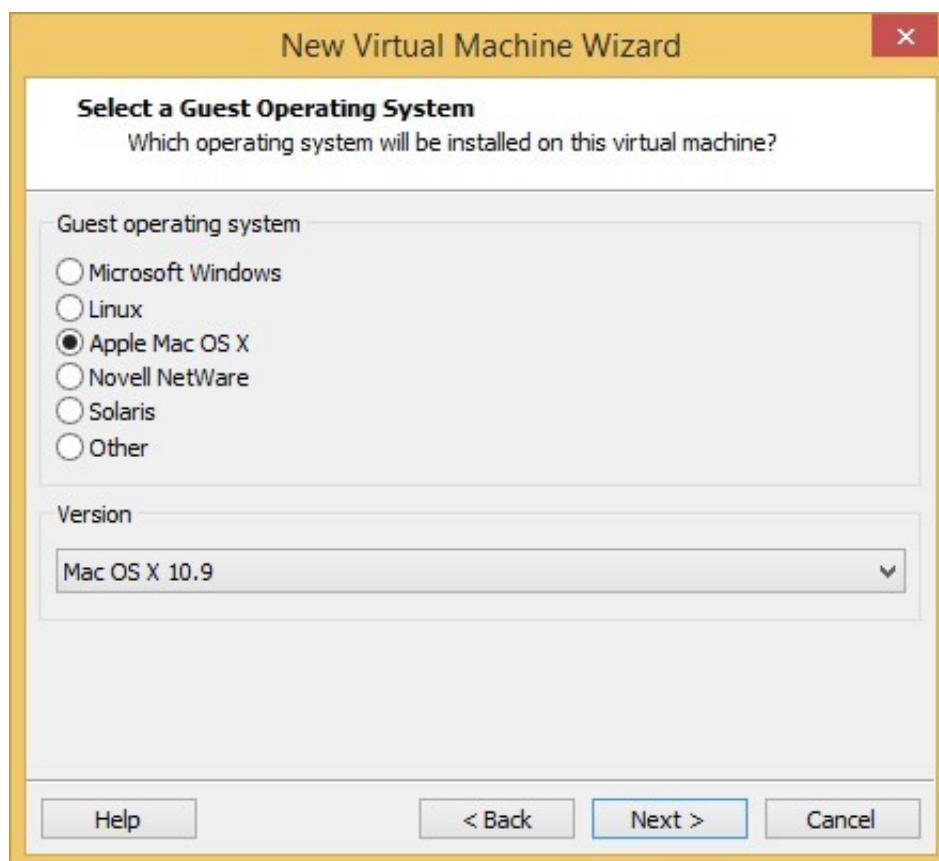 New Virtual Machine Wizard
Select a Guest Operating System
Which operating system will be installed on this virtual machine?
Guest operating system
Microsoft Windows
Linux
Apple Mac OS X
Novell NetWare
Solaris
Other
Version
Mac OS X 10.9
Help
< Back
Next >
Cancel